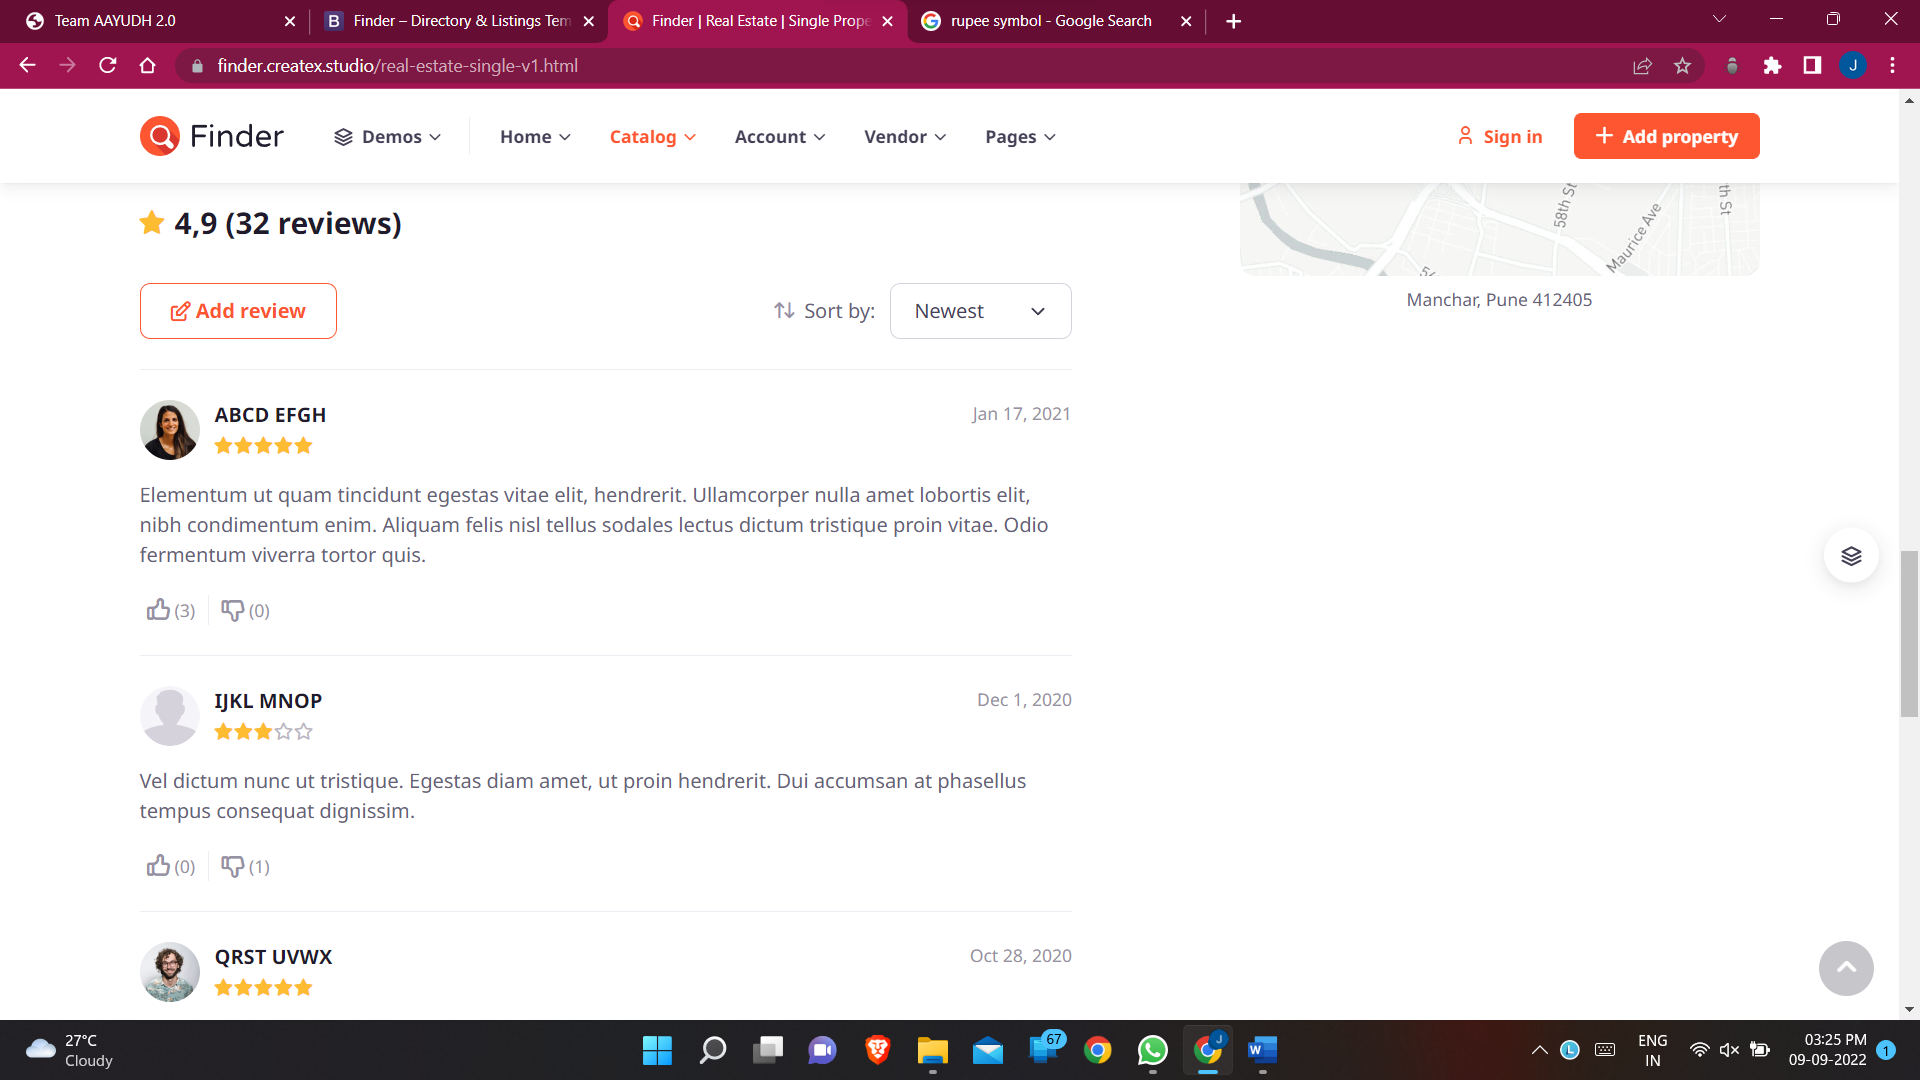 Team AAYUDH 2.0
Finder – Directory & Listings Tem
Finder | Real Estate | Single Prope
rupee symbol - Google Search
finder.createx.studio/real-estate-single-v1.html
J
Finder
Demos
Home
Catalog
Account
Vendor
Pages
Sign in
+ Add property
58th St
Maurice Ave
th St
4,9 (32 reviews)
Manchar, Pune 412405
Add review
Sort by:
Newest
ABCD EFGH
Jan 17, 2021
Elementum ut quam tincidunt egestas vitae elit, hendrerit. Ullamcorper nulla amet lobortis elit,
nibh condimentum enim. Aliquam felis nisl tellus sodales lectus dictum tristique proin vitae. Odio
fermentum viverra tortor quis.
(3)
(0)
IJKL MNOP
Dec 1, 2020
Vel dictum nunc ut tristique. Egestas diam amet, ut proin hendrerit. Dui accumsan at phasellus
tempus consequat dignissim.
(0)
(1)
QRST UVWX
Oct 28, 2020
27°C
Cloudy
67
J
W
L
ENG
IN
03:25 PM
09-09-2022
1